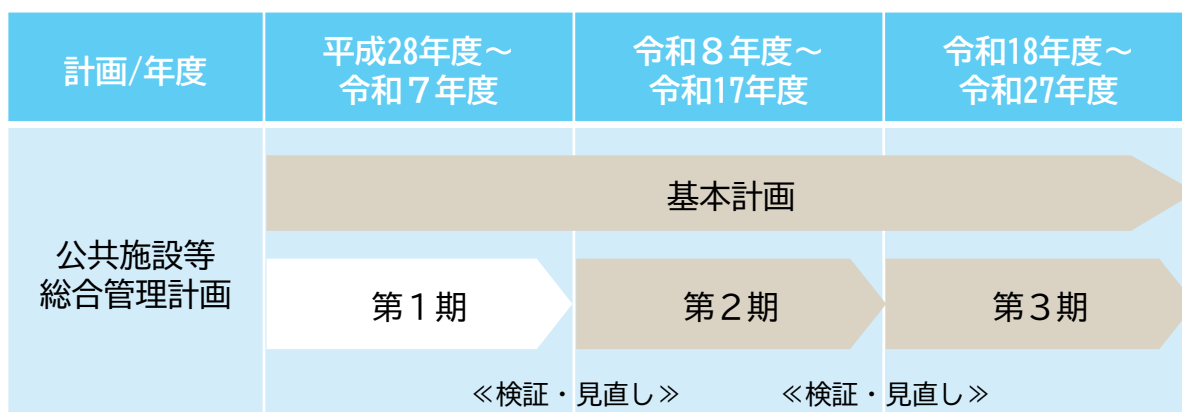 計画/年度
平成28年度～
令和７年度
令和８年度～
令和17年度
令和18年度～
令和27年度
公共施設等
総合管理計画
基本計画
第１期
第２期
第３期
≪検証・見直し≫
≪検証・見直し≫